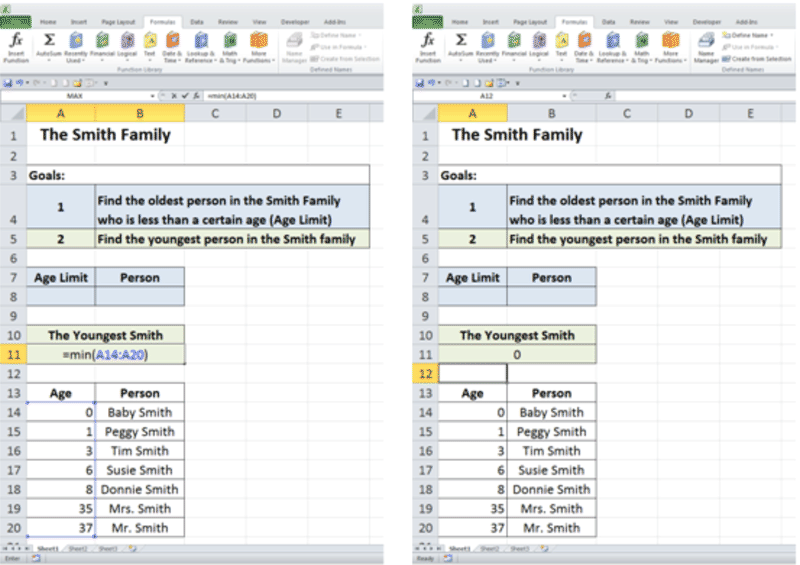 Home Insert Page Layout Formulas Data Review View Developer Add-Ins
fx Σ
Insert Function AutoSum Recently Used Financial Logical Text Date & Time Lookup & Reference Math & Trig More Functions Name Manager
Define Name
Use in Formula
Create from Selection
Function Library Defined Names
MAX fx =min(A14:A20)
A B C D E
1 The Smith Family
2
3 Goals:
4 1 Find the oldest person in the Smith Family
who is less than a certain age (Age Limit)
5 2 Find the youngest person in the Smith family
6
7 Age Limit Person
8
9
10 The Youngest Smith
11 =min(A14:A20)
12
13 Age Person
14 0 Baby Smith
15 1 Peggy Smith
16 3 Tim Smith
17 6 Susie Smith
18 8 Donnie Smith
19 35 Mrs. Smith
20 37 Mr. Smith
Sheet1 Sheet2 Sheet3
Enter
Home Insert Page Layout Formulas Data Review View Developer Add-Ins
fx Σ
Insert Function AutoSum Recently Used Financial Logical Text Date & Time Lookup & Reference Math & Trig More Functions Name Manager
Define Name
Use in Formula
Create from Selection
Function Library Defined Names
A12 fx
A B C D E
1 The Smith Family
2
3 Goals:
4 1 Find the oldest person in the Smith Family
who is less than a certain age (Age Limit)
5 2 Find the youngest person in the Smith family
6
7 Age Limit Person
8
9
10 The Youngest Smith
11 0
12
13 Age Person
14 0 Baby Smith
15 1 Peggy Smith
16 3 Tim Smith
17 6 Susie Smith
18 8 Donnie Smith
19 35 Mrs. Smith
20 37 Mr. Smith
Sheet1 Sheet2 Sheet3
Ready